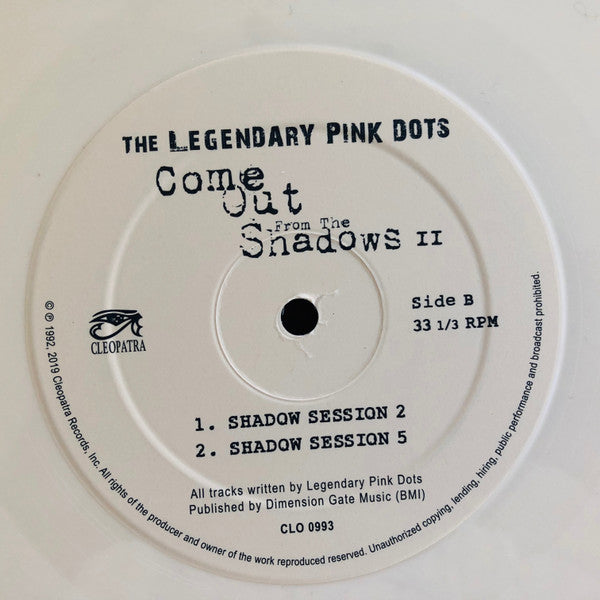 THE LEGENDARY PINK DOTS
Come
Out
From The
Shadows II
Side B
33 1/3 RPM
CLEOPATRA
1. SHADOW SESSION 2
2. SHADOW SESSION 5
All tracks written by Legendary Pink Dots
Published by Dimension Gate Music (BMI)
CLO 0993
© ℗ 1992, 2019 Cleopatra Records, Inc. All rights of the producer and owner of the work reproduced reserved. Unauthorized copying, lending, hiring, public performance and broadcast prohibited.